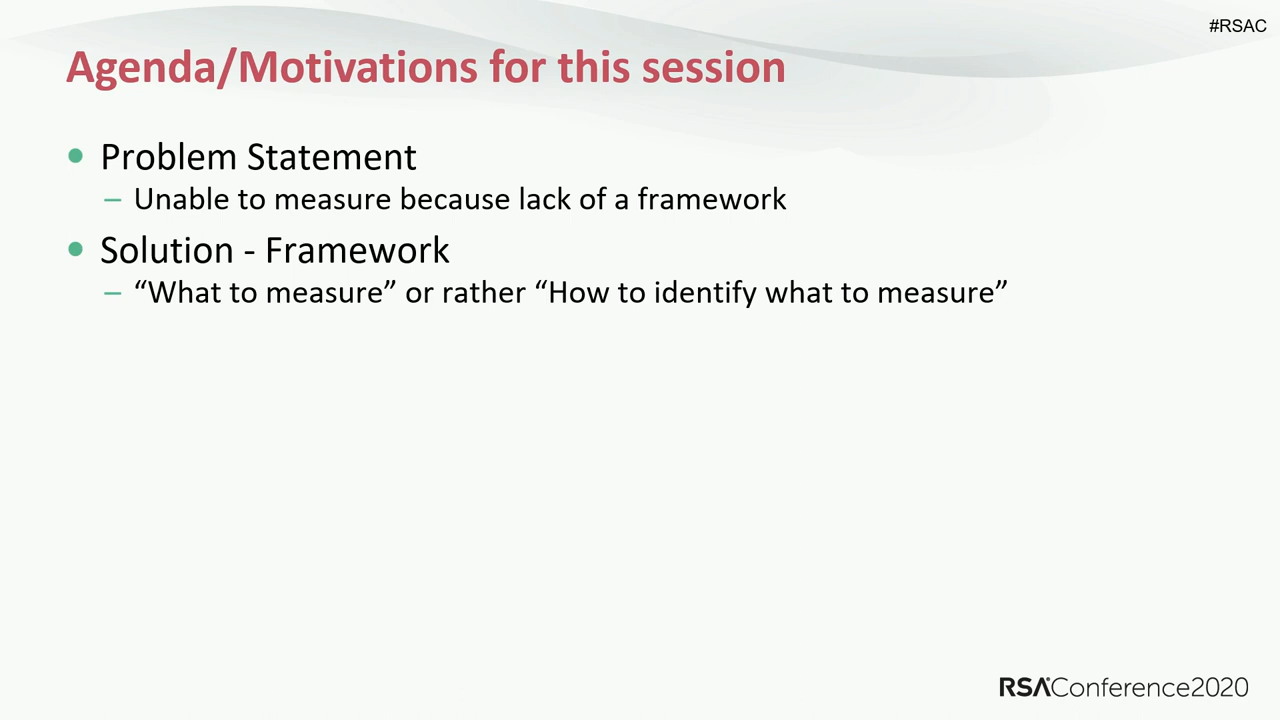 #RSAC
Agenda/Motivations for this session
• Problem Statement
– Unable to measure because lack of a framework
• Solution - Framework
– “What to measure” or rather “How to identify what to measure”
RSAConference2020